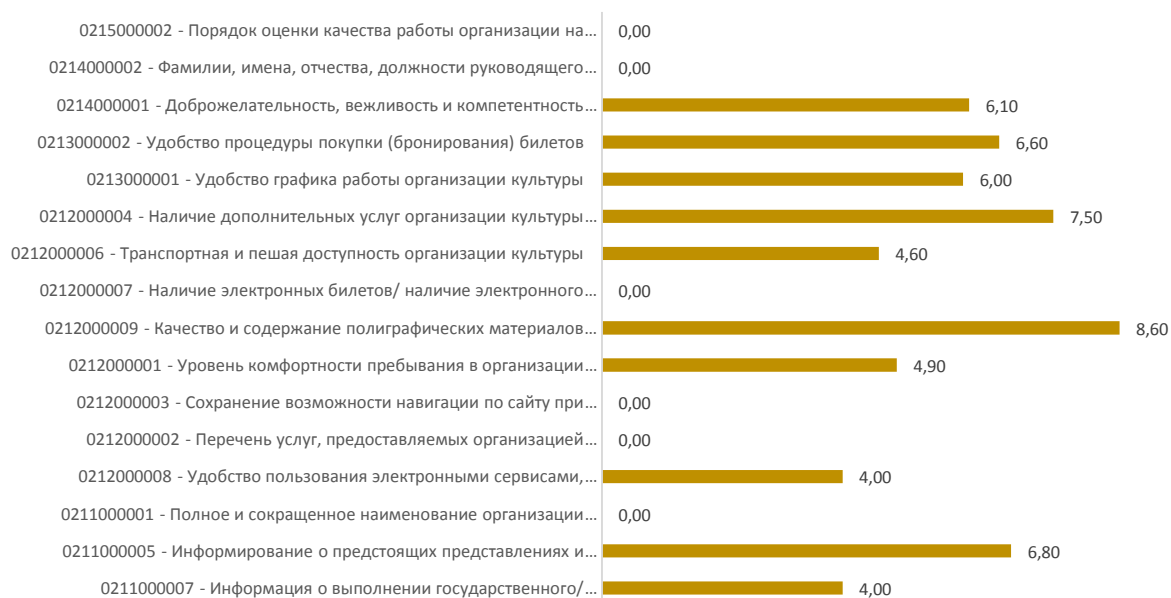 0215000002 - Порядок оценки качества работы организации на… 0,00
0214000002 - Фамилии, имена, отчества, должности руководящего… 0,00
0214000001 - Доброжелательность, вежливость и компетентность… 6,10
0213000002 - Удобство процедуры покупки (бронирования) билетов 6,60
0213000001 - Удобство графика работы организации культуры 6,00
0212000004 - Наличие дополнительных услуг организации культуры… 7,50
0212000006 - Транспортная и пешая доступность организации культуры 4,60
0212000007 - Наличие электронных билетов/ наличие электронного… 0,00
0212000009 - Качество и содержание полиграфических материалов… 8,60
0212000001 - Уровень комфортности пребывания в организации… 4,90
0212000003 - Сохранение возможности навигации по сайту при… 0,00
0212000002 - Перечень услуг, предоставляемых организацией… 0,00
0212000008 - Удобство пользования электронными сервисами,… 4,00
0211000001 - Полное и сокращенное наименование организации… 0,00
0211000005 - Информирование о предстоящих представлениях и… 6,80
0211000007 - Информация о выполнении государственного/… 4,00